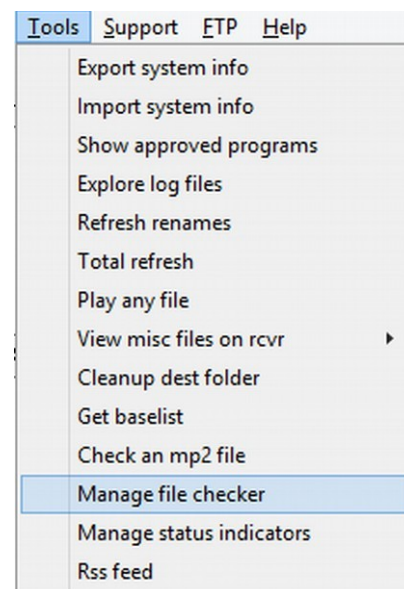 Tools Support FTP Help
Export system info
Import system info
Show approved programs
Explore log files
Refresh renames
Total refresh
Play any file
View misc files on rcvr
Cleanup dest folder
Get baselist
Check an mp2 file
Manage file checker
Manage status indicators
Rss feed